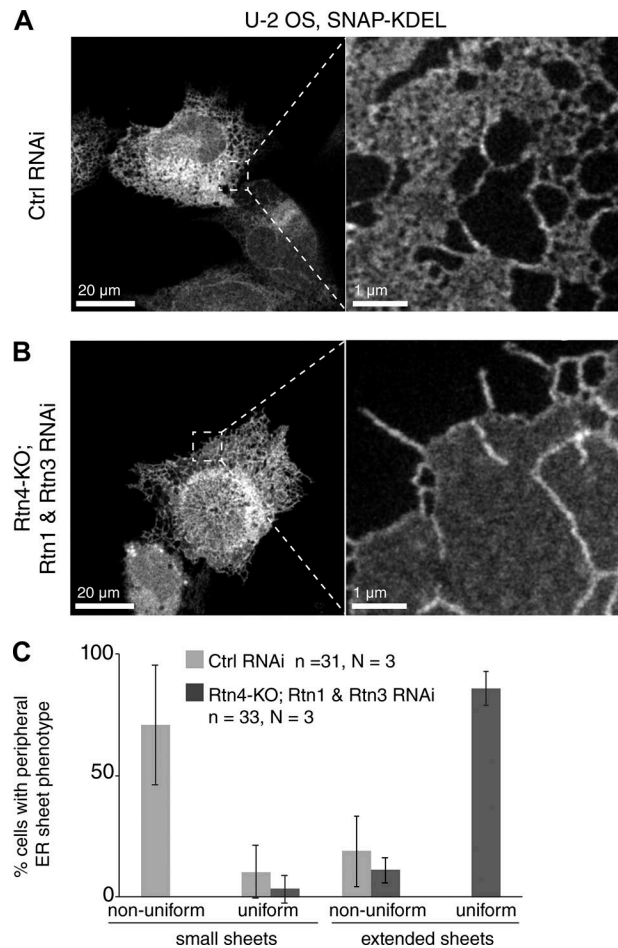 A
U-2 OS, SNAP-KDEL
Ctrl RNAi
20 µm
1 µm
B
Rtn4-KO;
Rtn1 & Rtn3 RNAi
20 µm
1 µm
C
% cells with peripheral
ER sheet phenotype
100
50
0
Ctrl RNAi n =31, N = 3
Rtn4-KO; Rtn1 & Rtn3 RNAi
n = 33, N = 3
non-uniform uniform non-uniform uniform
small sheets extended sheets